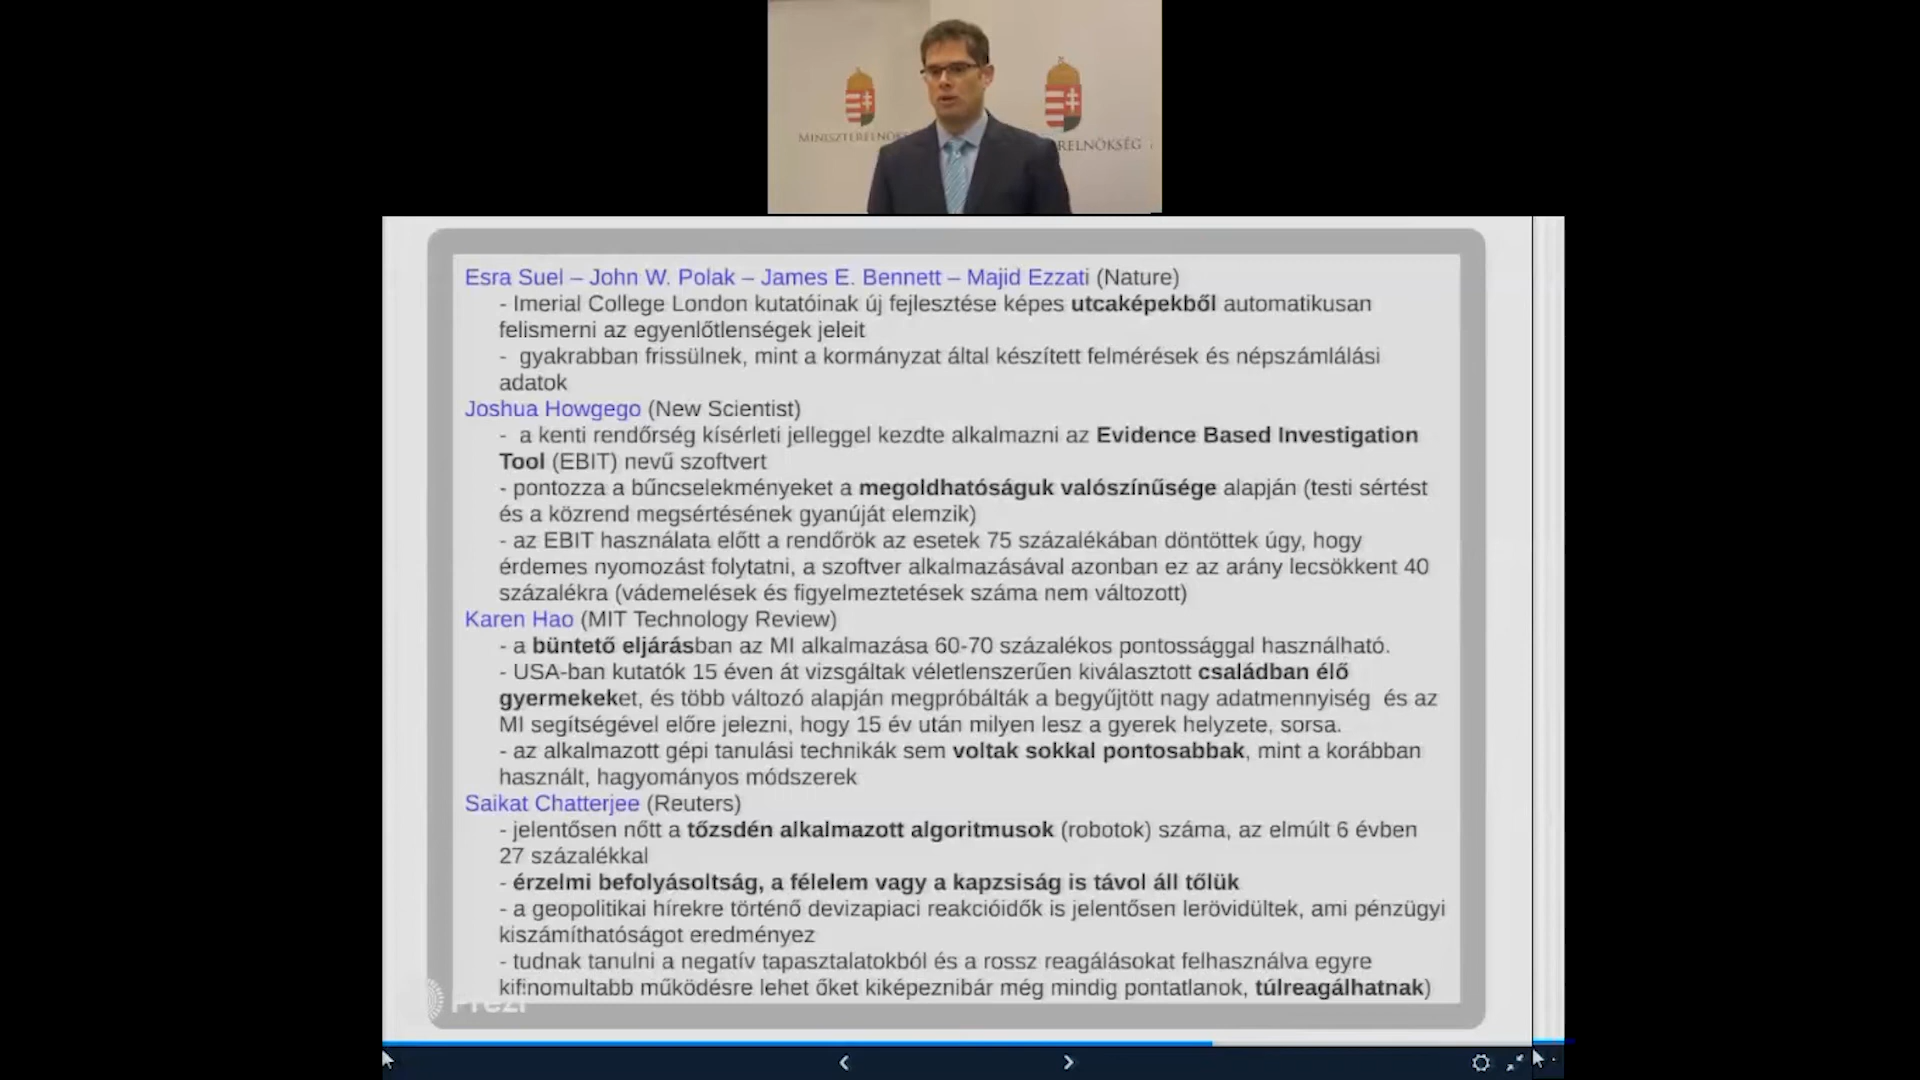 MINISZTERELNÖKS
RELNÖKSÉG
Esra Suel – John W. Polak – James E. Bennett – Majid Ezzati (Nature)
- Imerial College London kutatóinak új fejlesztése képes utcaképekből automatikusan
felismerni az egyenlőtlenségek jeleit
- gyakrabban frissülnek, mint a kormányzat által készített felmérések és népszámlálási
adatok
Joshua Howgego (New Scientist)
- a kenti rendőrség kísérleti jelleggel kezdte alkalmazni az Evidence Based Investigation
Tool (EBIT) nevű szoftvert
- pontozza a bűncselekményeket a megoldhatóságuk valószínűsége alapján (testi sértést
és a közrend megsértésének gyanúját elemzik)
- az EBIT használata előtt a rendőrök az esetek 75 százalékában döntöttek úgy, hogy
érdemes nyomozást folytatni, a szoftver alkalmazásával azonban ez az arány lecsökkent 40
százalékra (vádemelések és figyelmeztetések száma nem változott)
Karen Hao (MIT Technology Review)
- a büntető eljárásban az MI alkalmazása 60-70 százalékos pontossággal használható.
- USA-ban kutatók 15 éven át vizsgáltak véletlenszerűen kiválasztott családban élő
gyermekeket, és több változó alapján megpróbálták a begyűjtött nagy adatmennyiség  és az
MI segítségével előre jelezni, hogy 15 év után milyen lesz a gyerek helyzete, sorsa.
- az alkalmazott gépi tanulási technikák sem voltak sokkal pontosabbak, mint a korábban
használt, hagyományos módszerek
Saikat Chatterjee (Reuters)
- jelentősen nőtt a tőzsdén alkalmazott algoritmusok (robotok) száma, az elmúlt 6 évben
27 százalékkal
- érzelmi befolyásoltság, a félelem vagy a kapzsiság is távol áll tőlük
- a geopolitikai hírekre történő devizapiaci reakcióidők is jelentősen lerövidültek, ami pénzügyi
kiszámíthatóságot eredményez
- tudnak tanulni a negatív tapasztalatokból és a rossz reagálásokat felhasználva egyre
kifinomultabb működésre lehet őket kiképeznibár még mindig pontatlanok, túlreagálhatnak)
Prezi